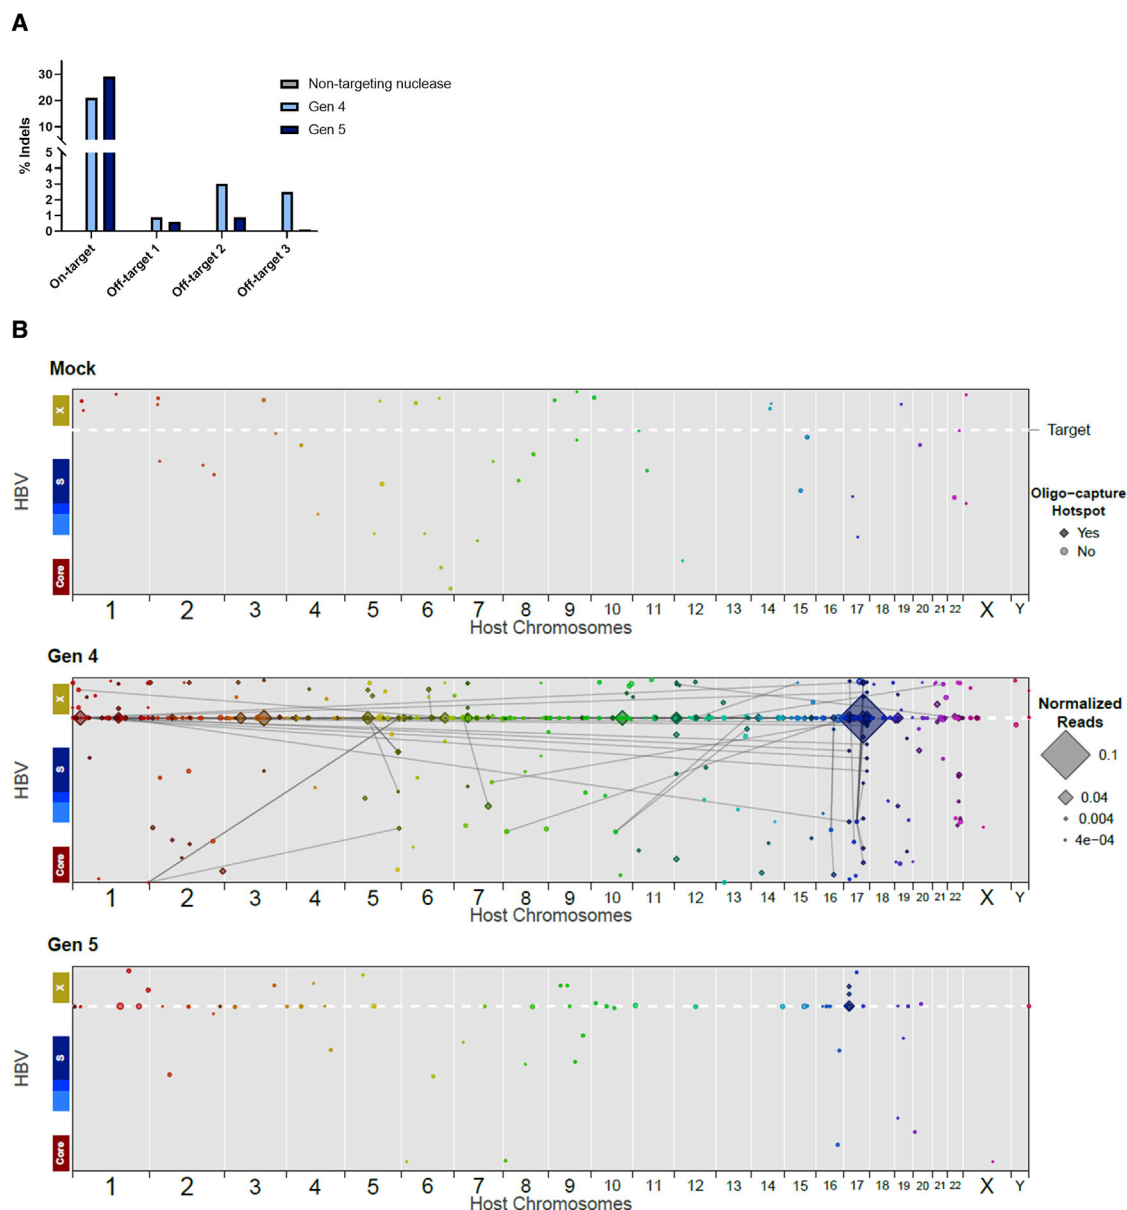 A
30
20
10
5
4
3
2
1
0
% Indels
On-target
Off-target 1
Off-target 2
Off-target 3
Non-targeting nuclease
Gen 4
Gen 5
B
Mock
X
S
Core
HBV
Target
Oligo−capture
Hotspot
Yes
No
1 2 3 4 5 6 7 8 9 10 11 12 13 14 15 16 17 18 19 20 21 22 X Y
Host Chromosomes
Gen 4
X
S
Core
HBV
Normalized
Reads
0.1
0.04
0.004
4e−04
1 2 3 4 5 6 7 8 9 10 11 12 13 14 15 16 17 18 19 20 21 22 X Y
Host Chromosomes
Gen 5
X
S
Core
HBV
1 2 3 4 5 6 7 8 9 10 11 12 13 14 15 16 17 18 19 20 21 22 X Y
Host Chromosomes